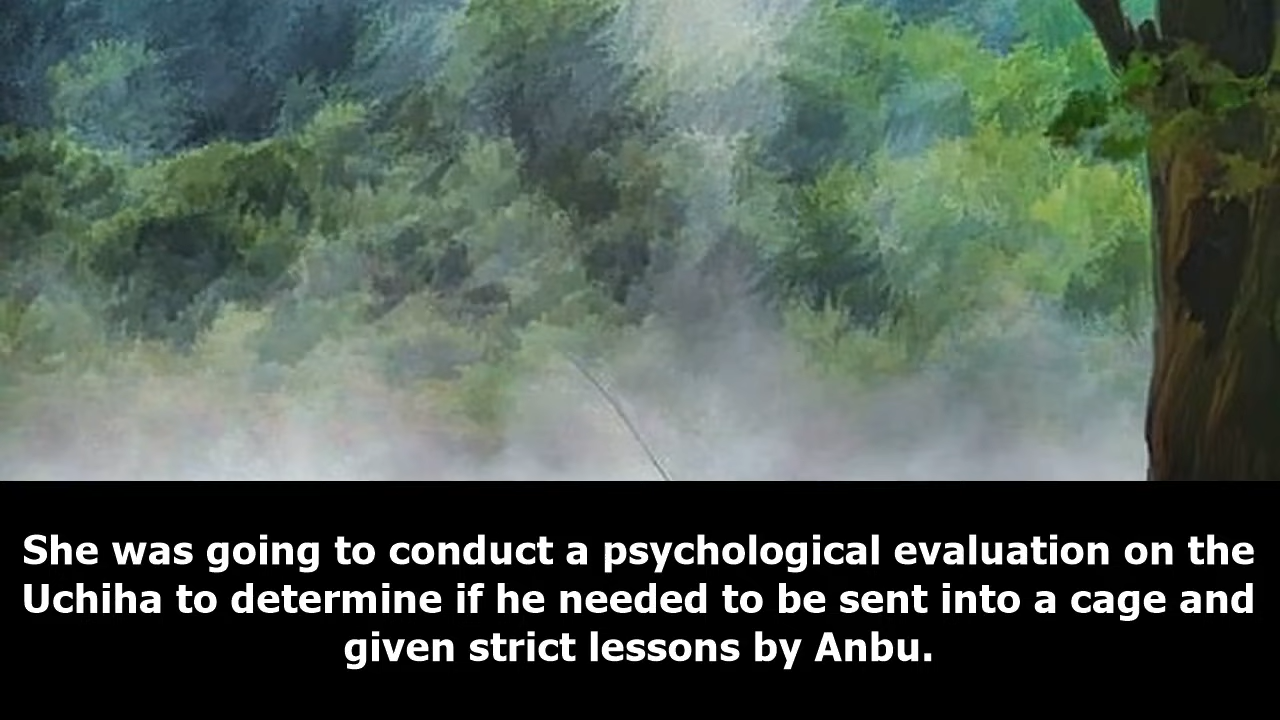 She was going to conduct a psychological evaluation on the
Uchiha to determine if he needed to be sent into a cage and
given strict lessons by Anbu.